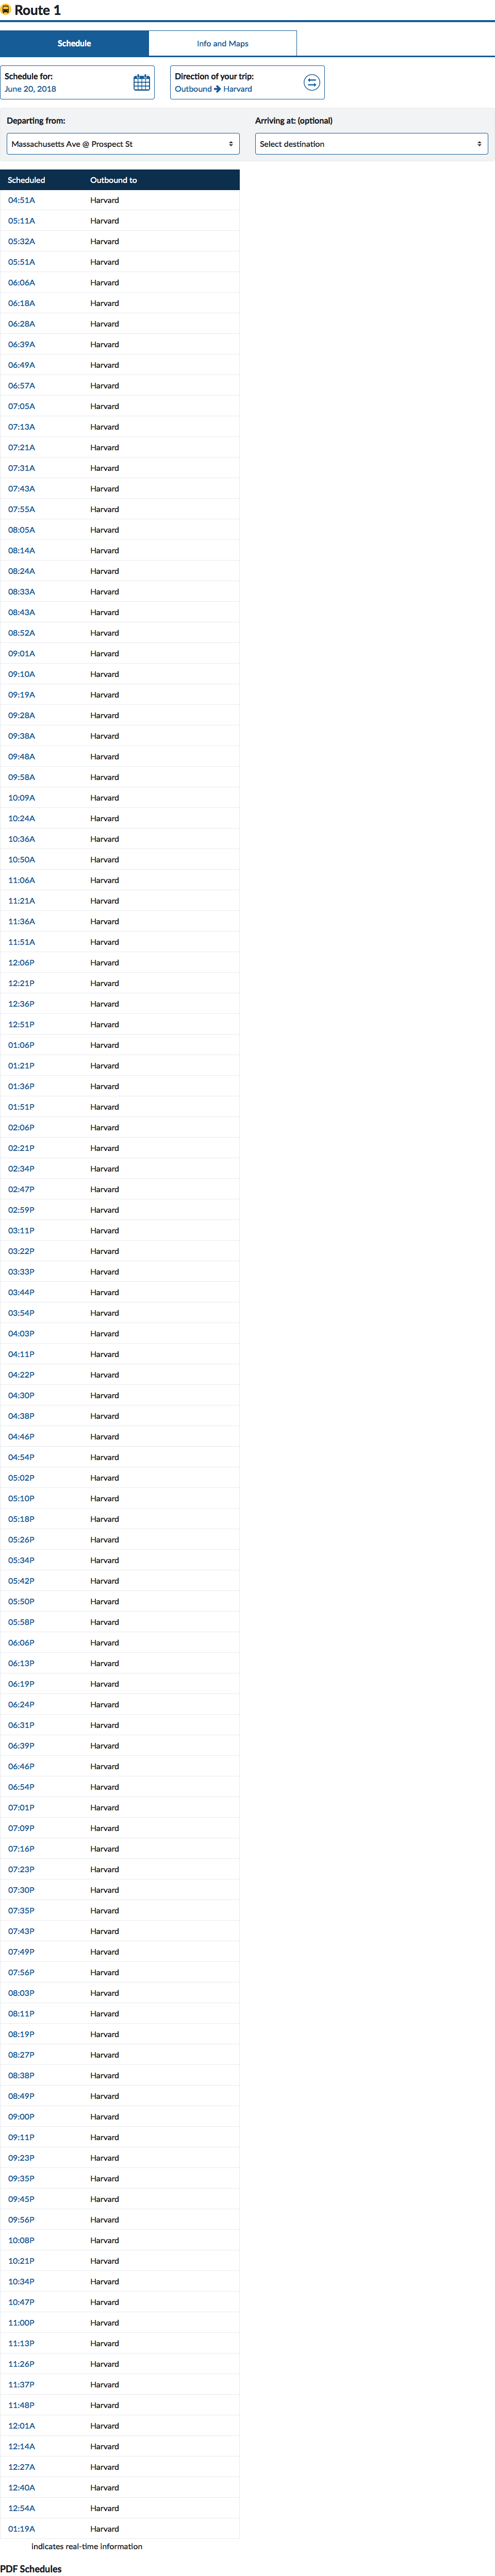 Route 1
Schedule Info and Maps
Schedule for: Direction of your trip:
June 20, 2018 Outbound Harvard
Departing from: Arriving at: (optional)
Massachusetts Ave @ Prospect St Select destination
Scheduled Outbound to
04:51A Harvard
05:11A Harvard
05:32A Harvard
05:51A Harvard
06:06A Harvard
06:18A Harvard
06:28A Harvard
06:39A Harvard
06:49A Harvard
06:57A Harvard
07:05A Harvard
07:13A Harvard
07:21A Harvard
07:31A Harvard
07:43A Harvard
07:55A Harvard
08:05A Harvard
08:14A Harvard
08:24A Harvard
08:33A Harvard
08:43A Harvard
08:52A Harvard
09:01A Harvard
09:10A Harvard
09:19A Harvard
09:28A Harvard
09:38A Harvard
09:48A Harvard
09:58A Harvard
10:09A Harvard
10:24A Harvard
10:36A Harvard
10:50A Harvard
11:06A Harvard
11:21A Harvard
11:36A Harvard
11:51A Harvard
12:06P Harvard
12:21P Harvard
12:36P Harvard
12:51P Harvard
01:06P Harvard
01:21P Harvard
01:36P Harvard
01:51P Harvard
02:06P Harvard
02:21P Harvard
02:34P Harvard
02:47P Harvard
02:59P Harvard
03:11P Harvard
03:22P Harvard
03:33P Harvard
03:44P Harvard
03:54P Harvard
04:03P Harvard
04:11P Harvard
04:22P Harvard
04:30P Harvard
04:38P Harvard
04:46P Harvard
04:54P Harvard
05:02P Harvard
05:10P Harvard
05:18P Harvard
05:26P Harvard
05:34P Harvard
05:42P Harvard
05:50P Harvard
05:58P Harvard
06:06P Harvard
06:13P Harvard
06:19P Harvard
06:24P Harvard
06:31P Harvard
06:39P Harvard
06:46P Harvard
06:54P Harvard
07:01P Harvard
07:09P Harvard
07:16P Harvard
07:23P Harvard
07:30P Harvard
07:35P Harvard
07:43P Harvard
07:49P Harvard
07:56P Harvard
08:03P Harvard
08:11P Harvard
08:19P Harvard
08:27P Harvard
08:38P Harvard
08:49P Harvard
09:00P Harvard
09:11P Harvard
09:23P Harvard
09:35P Harvard
09:45P Harvard
09:56P Harvard
10:08P Harvard
10:21P Harvard
10:34P Harvard
10:47P Harvard
11:00P Harvard
11:13P Harvard
11:26P Harvard
11:37P Harvard
11:48P Harvard
12:01A Harvard
12:14A Harvard
12:27A Harvard
12:40A Harvard
12:54A Harvard
01:19A Harvard
indicates real-time information
PDF Schedules